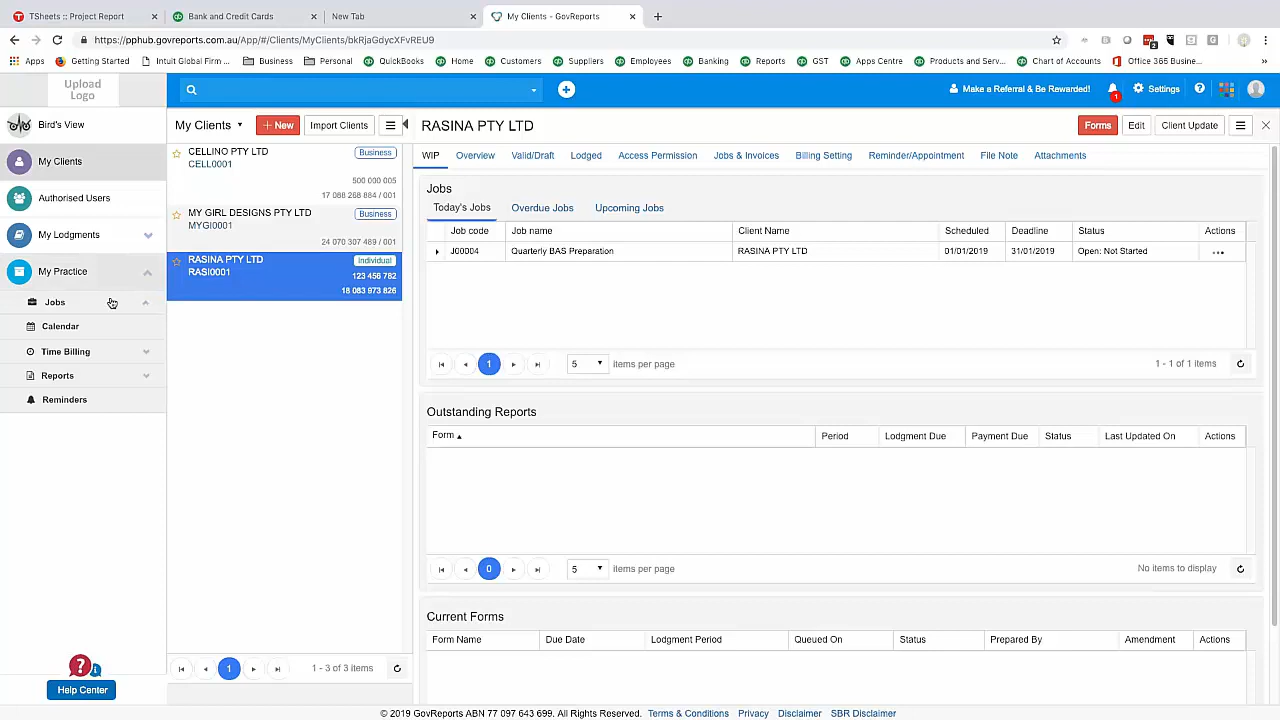 TSheets :: Project Report
Bank and Credit Cards
New Tab
My Clients - GovReports
https://pphub.govreports.com.au/App/#/Clients/MyClients/bkRjaGdycXFvREU9
2
Apps
Getting Started
Intuit Global Firm ...
Business
Personal
QuickBooks
Home
Customers
Suppliers
Employees
Banking
Reports
GST
Apps Centre
Products and Serv...
Chart of Accounts
Office 365 Busine...
Upload
Logo
Make a Referral & Be Rewarded!
1
Settings
Bird's View
My Clients
Authorised Users
My Lodgments
My Practice
Jobs
Calendar
Time Billing
Reports
Reminders
Help Center
My Clients
+ New
Import Clients
CELLINO PTY LTD
Business
CELL0001
500 000 005
17 088 268 884 / 001
MY GIRL DESIGNS PTY LTD
Business
MYGI0001
24 070 307 489 / 001
RASINA PTY LTD
Individual
RASI0001
123 456 782
18 083 973 826
1
1 - 3 of 3 items
RASINA PTY LTD
Forms
Edit
Client Update
WIP
Overview
Valid/Draft
Lodged
Access Permission
Jobs & Invoices
Billing Setting
Reminder/Appointment
File Note
Attachments
Jobs
Today's Jobs
Overdue Jobs
Upcoming Jobs
Job code
Job name
Client Name
Scheduled
Deadline
Status
Actions
J00004
Quarterly BAS Preparation
RASINA PTY LTD
01/01/2019
31/01/2019
Open: Not Started
...
1
5
items per page
1 - 1 of 1 items
Outstanding Reports
Form
Period
Lodgment Due
Payment Due
Status
Last Updated On
Actions
0
5
items per page
No items to display
Current Forms
Form Name
Due Date
Lodgment Period
Queued On
Status
Prepared By
Amendment
Actions
© 2019 GovReports ABN 77 097 643 699. All Rights Reserved.
Terms & Conditions
Privacy
Disclaimer
SBR Disclaimer